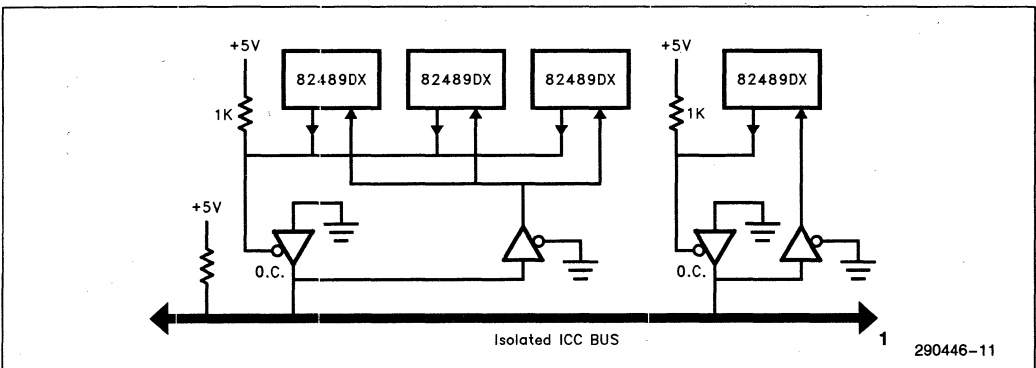 +5V
82489DX
82489DX
82489DX
+5V
82489DX
1K
1K
+5V
O.C.
O.C.
Isolated ICC BUS
1
290446-11